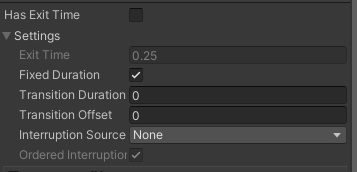 Has Exit Time
Settings
Exit Time 0.25
Fixed Duration
Transition Duration 0
Transition Offset 0
Interruption Source None
Ordered Interruption